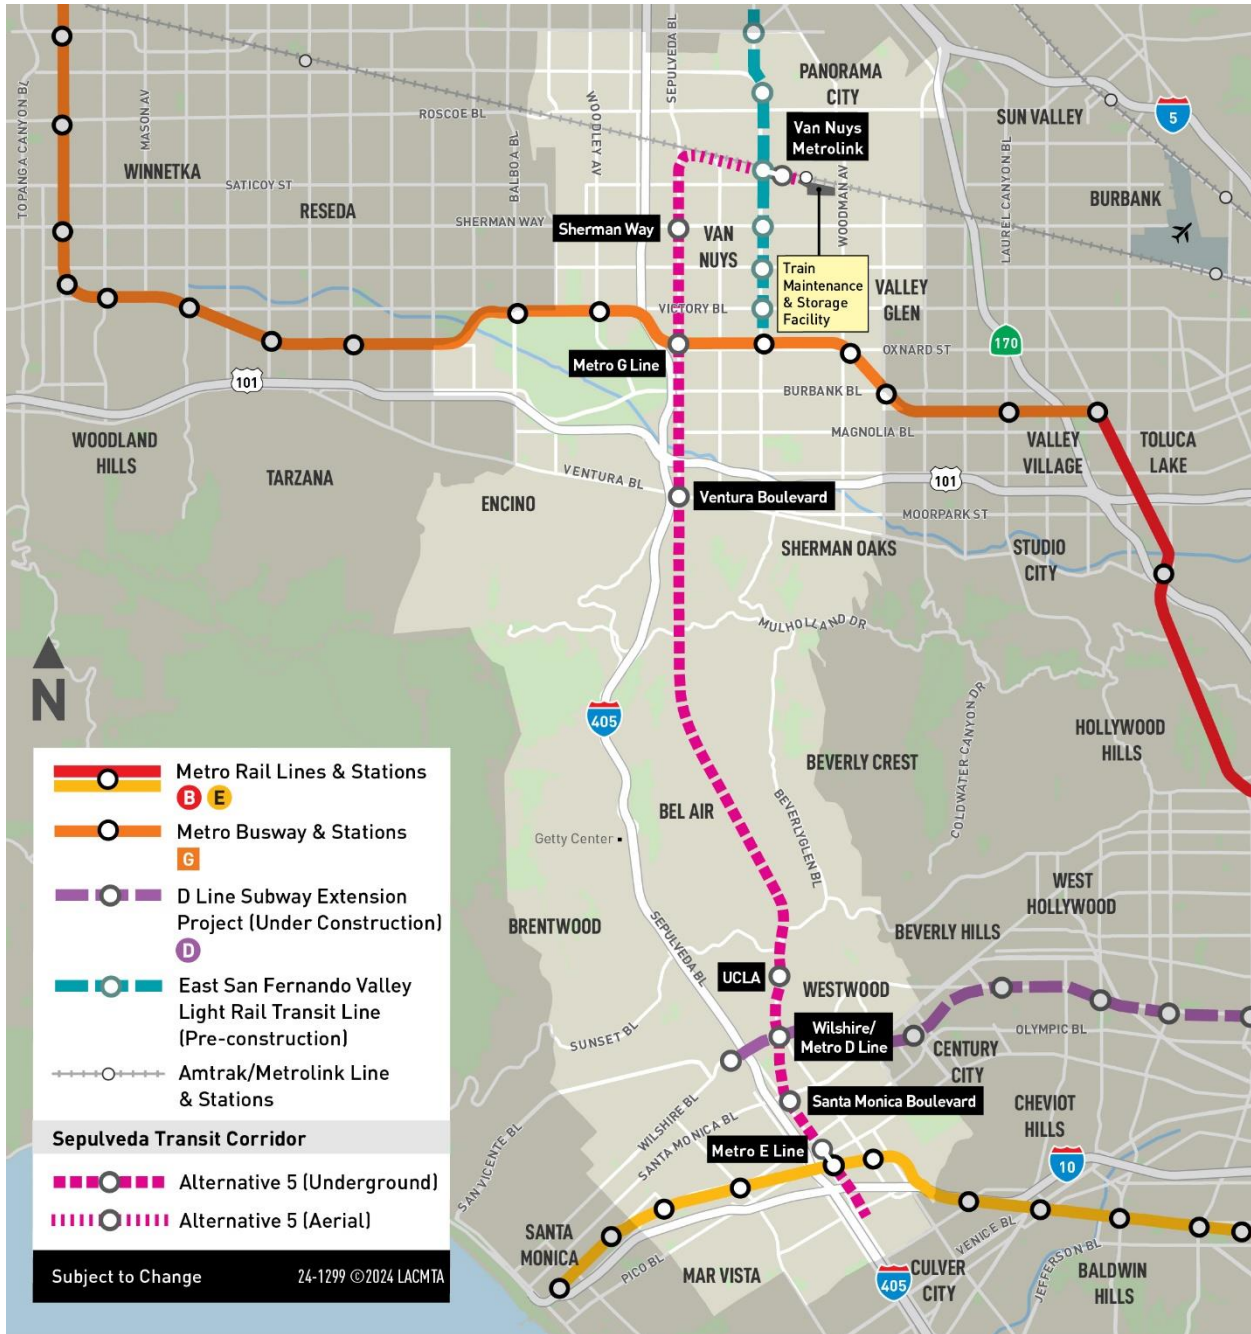 TOPANGA CANYON BL
MASON AV
WINNETKA
SATICOY ST
RESEDA
ROSCOE BL
BALBOA BL
SHERMAN WAY
WOODLEY AV
SEPULVEDA BL
PANORAMA
CITY
Van Nuys
Metrolink
WOODMAN AV
SUN VALLEY
5
LAUREL CANYON BL
BURBANK
Sherman Way
VAN
NUYS
Train
Maintenance
& Storage
Facility
VALLEY
GLEN
VICTORY BL
OXNARD ST
170
Metro G Line
BURBANK BL
MAGNOLIA BL
101
WOODLAND
HILLS
TARZANA
VENTURA BL
ENCINO
Ventura Boulevard
101
VALLEY
VILLAGE
TOLUCA
LAKE
MOORPARK ST
SHERMAN OAKS
STUDIO
CITY
MULHOLLAND DR
N
405
COLDWATER CANYON DR
HOLLYWOOD
HILLS
BEVERLY CREST
BEL AIR
BEVERLY GLEN BL
Getty Center
WEST
HOLLYWOOD
BRENTWOOD
SEPULVEDA BL
BEVERLY HILLS
UCLA
WESTWOOD
SUNSET BL
Wilshire/
Metro D Line
OLYMPIC BL
CENTURY
CITY
Santa Monica Boulevard
CHEVIOT
HILLS
WILSHIRE BL
SANTA MONICA BL
Metro E Line
10
SAN VICENTE BL
SANTA
MONICA
PICO BL
MAR VISTA
405
CULVER
CITY
VENICE BL
JEFFERSON BL
BALDWIN
HILLS
Metro Rail Lines & Stations
B E
Metro Busway & Stations
G
D Line Subway Extension
Project (Under Construction)
D
East San Fernando Valley
Light Rail Transit Line
(Pre-construction)
Amtrak/Metrolink Line
& Stations
Sepulveda Transit Corridor
Alternative 5 (Underground)
Alternative 5 (Aerial)
Subject to Change 24-1299 ©2024 LACMTA